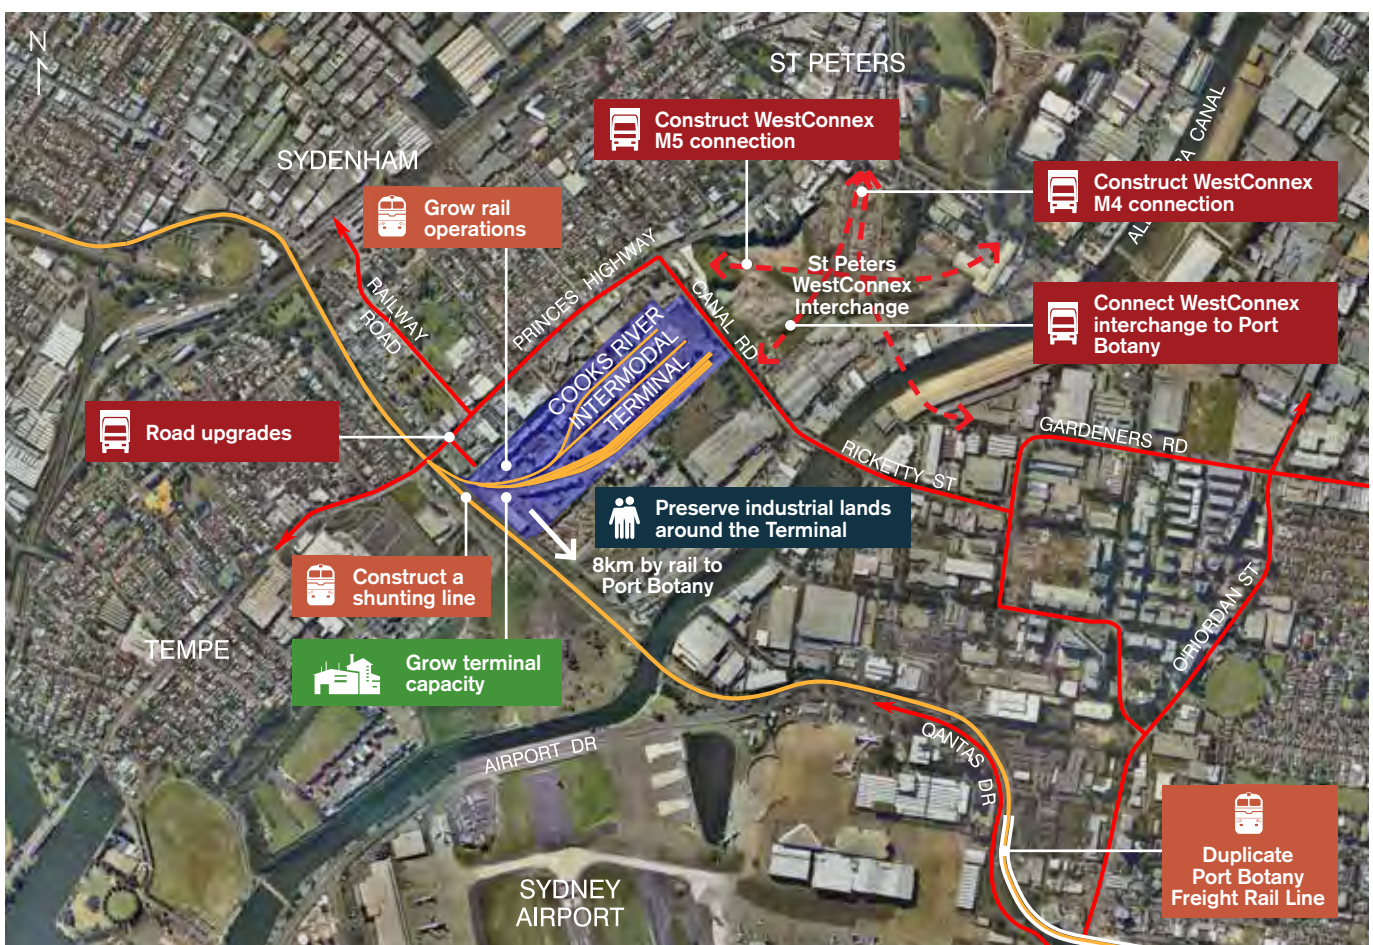 N
ST PETERS
Construct WestConnex
M5 connection
SYDENHAM
ALEXANDRA CANAL
Construct WestConnex
M4 connection
Grow rail
operations
PRINCES HIGHWAY
St Peters
WestConnex
Interchange
RAILWAY
ROAD
CANAL RD
Connect WestConnex
interchange to Port
Botany
COOKS RIVER
INTERMODAL
TERMINAL
Road upgrades
GARDENERS RD
RICKETTY ST
Preserve industrial lands
around the Terminal
8km by rail to
Port Botany
Construct a
shunting line
O'RIORDAN ST
TEMPE
Grow terminal
capacity
AIRPORT DR
QANTAS DR
Duplicate
Port Botany
Freight Rail Line
SYDNEY
AIRPORT